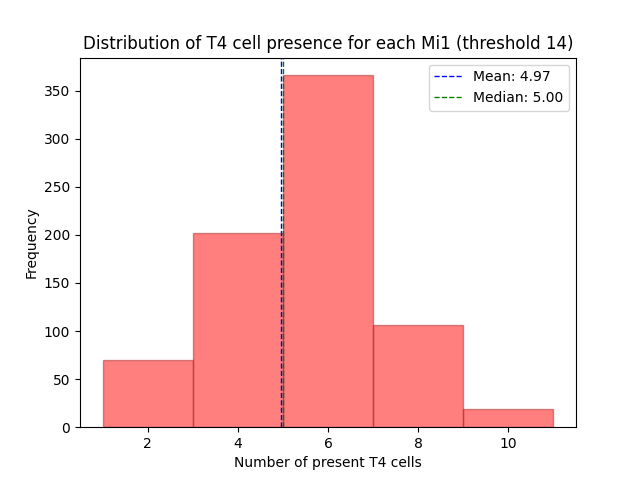 Distribution of T4 cell presence for each Mi1 (threshold 14)
Mean: 4.97
Median: 5.00
Frequency
350
300
250
200
150
100
50
0
2 4 6 8 10
Number of present T4 cells